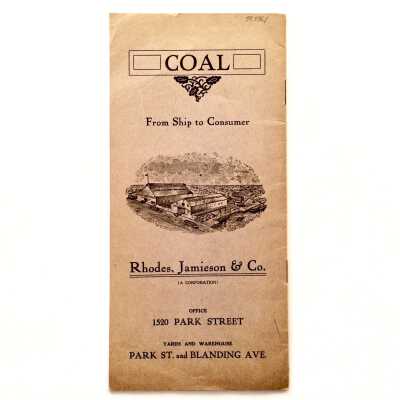 COAL
From Ship to Consumer
Rhodes, Jamieson & Co.
(A CORPORATION)
OFFICE
1520 PARK STREET
YARDS AND WAREHOUSE
PARK ST. and BLANDING AVE.